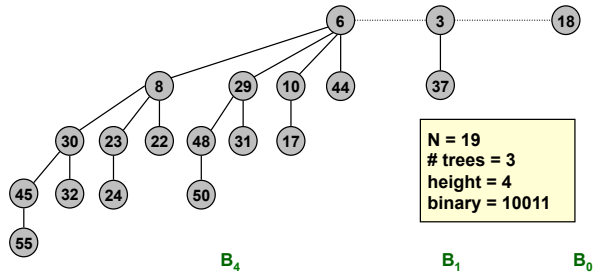 6 3 18
8 29 10 44 37
30 23 22 48 31 17
45 32 24 50
55
N = 19
# trees = 3
height = 4
binary = 10011
B4 B1 B0